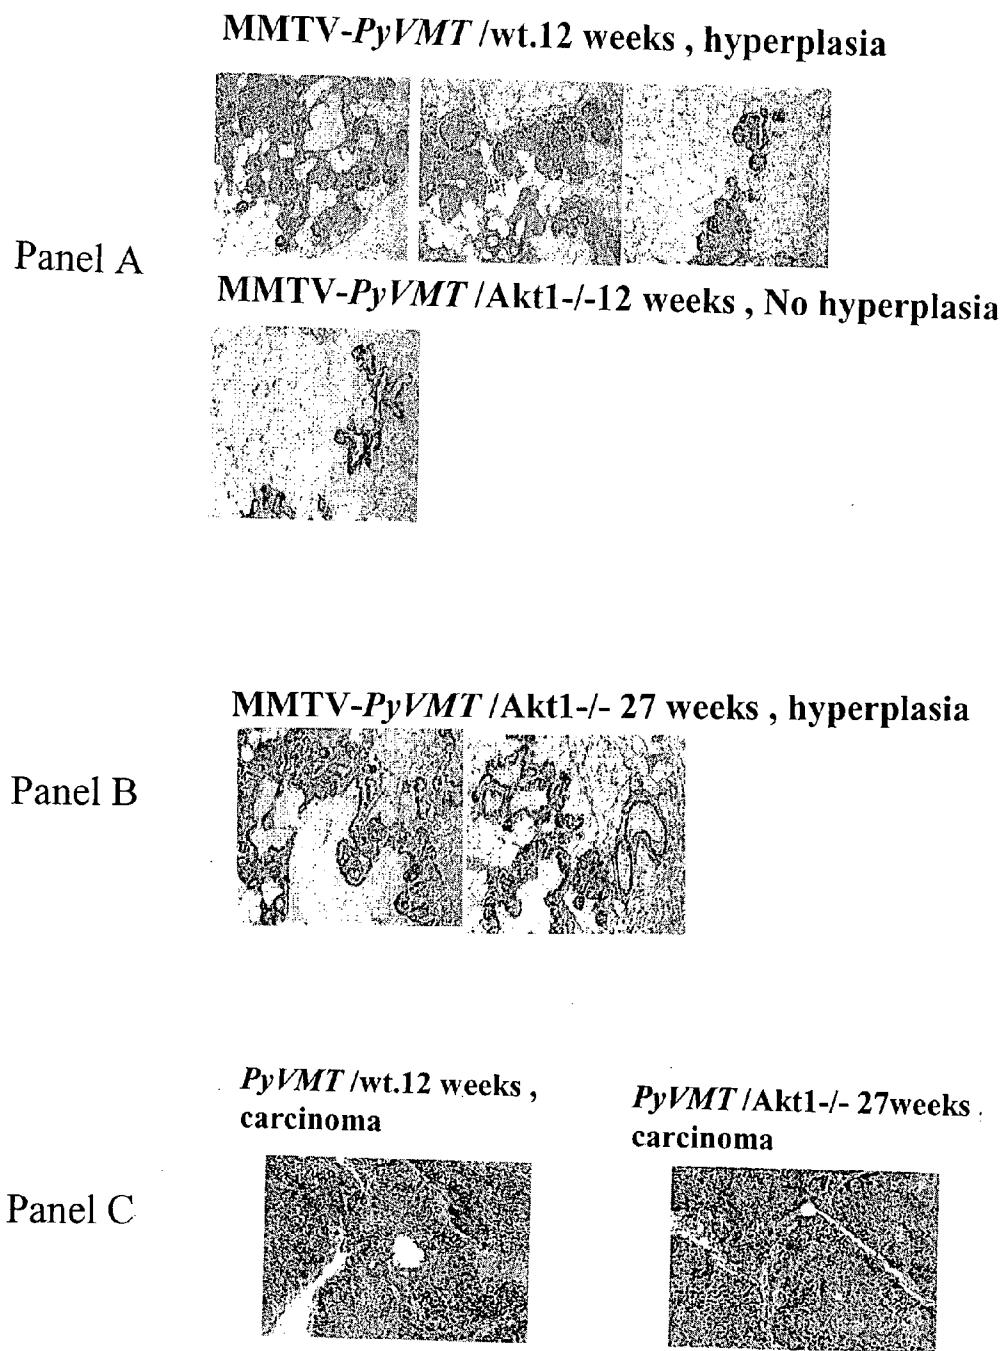 MMTV-PyVMT /wt.12 weeks , hyperplasia
Panel A
MMTV-PyVMT /Akt1-/-12 weeks , No hyperplasia
MMTV-PyVMT /Akt1-/- 27 weeks , hyperplasia
Panel B
PyVMT /wt.12 weeks ,
carcinoma
PyVMT /Akt1-/- 27weeks .
carcinoma
Panel C